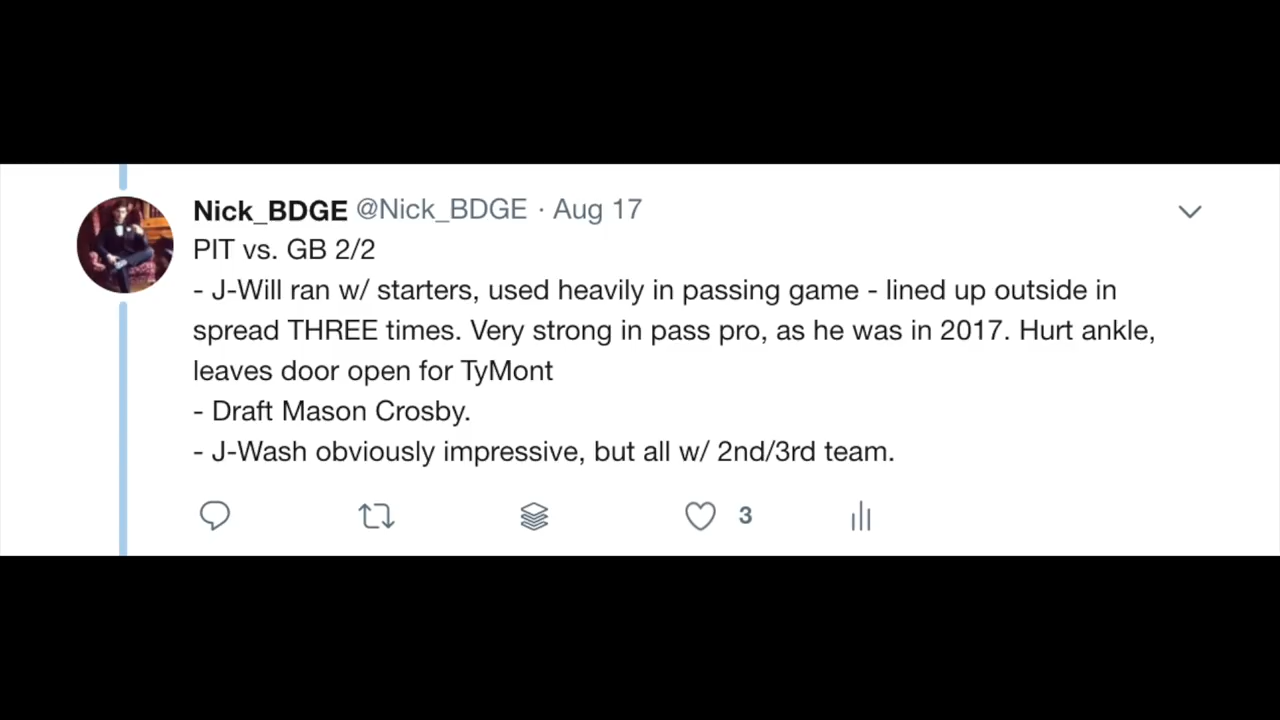 Nick_BDGE @Nick_BDGE · Aug 17
PIT vs. GB 2/2
- J-Will ran w/ starters, used heavily in passing game - lined up outside in
spread THREE times. Very strong in pass pro, as he was in 2017. Hurt ankle,
leaves door open for TyMont
- Draft Mason Crosby.
- J-Wash obviously impressive, but all w/ 2nd/3rd team.
3